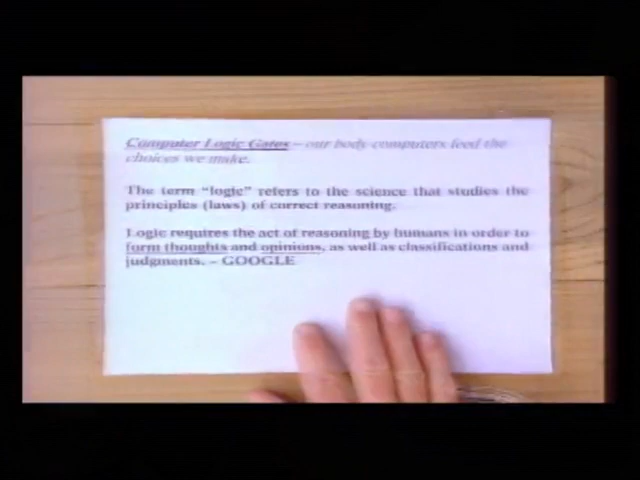 Computer Logic Gates – our body computers feed the
choices we make.
The term “logic” refers to the science that studies the
principles (laws) of correct reasoning.
Logic requires the act of reasoning by humans in order to
form thoughts and opinions, as well as classifications and
judgments. – GOOGLE